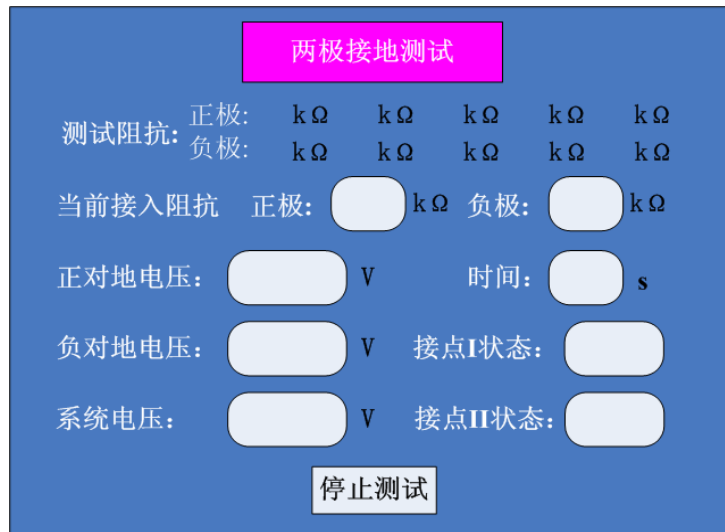 两极接地测试
测试阻抗: 正极: kΩ kΩ kΩ kΩ kΩ
负极: kΩ kΩ kΩ kΩ kΩ
当前接入阻抗 正极: kΩ 负极: kΩ
正对地电压: V 时间: s
负对地电压: V 接点I状态:
系统电压: V 接点II状态:
停止测试